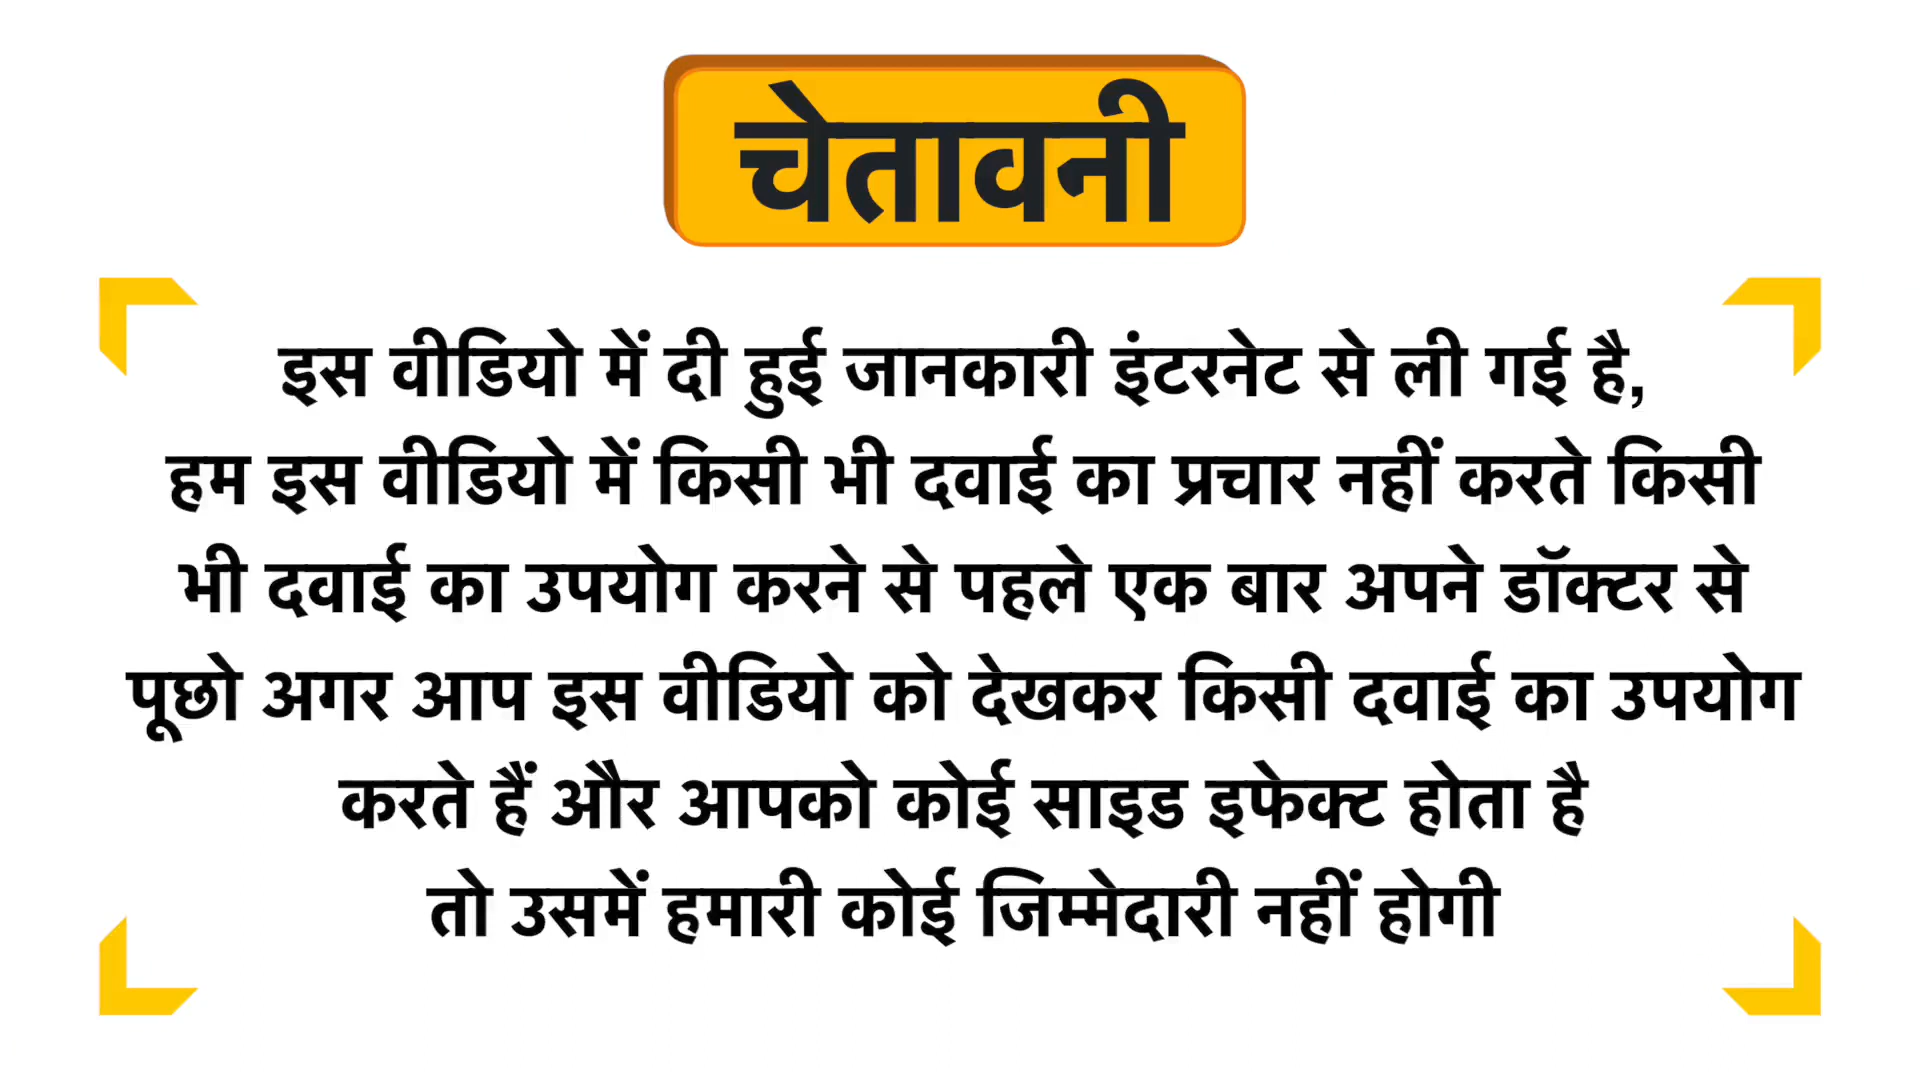 चेतावनी
इस वीडियो में दी हुई जानकारी इंटरनेट से ली गई है,
हम इस वीडियो में किसी भी दवाई का प्रचार नहीं करते किसी
भी दवाई का उपयोग करने से पहले एक बार अपने डॉक्टर से
पूछो अगर आप इस वीडियो को देखकर किसी दवाई का उपयोग
करते हैं और आपको कोई साइड इफेक्ट होता है
तो उसमें हमारी कोई जिम्मेदारी नहीं होगी